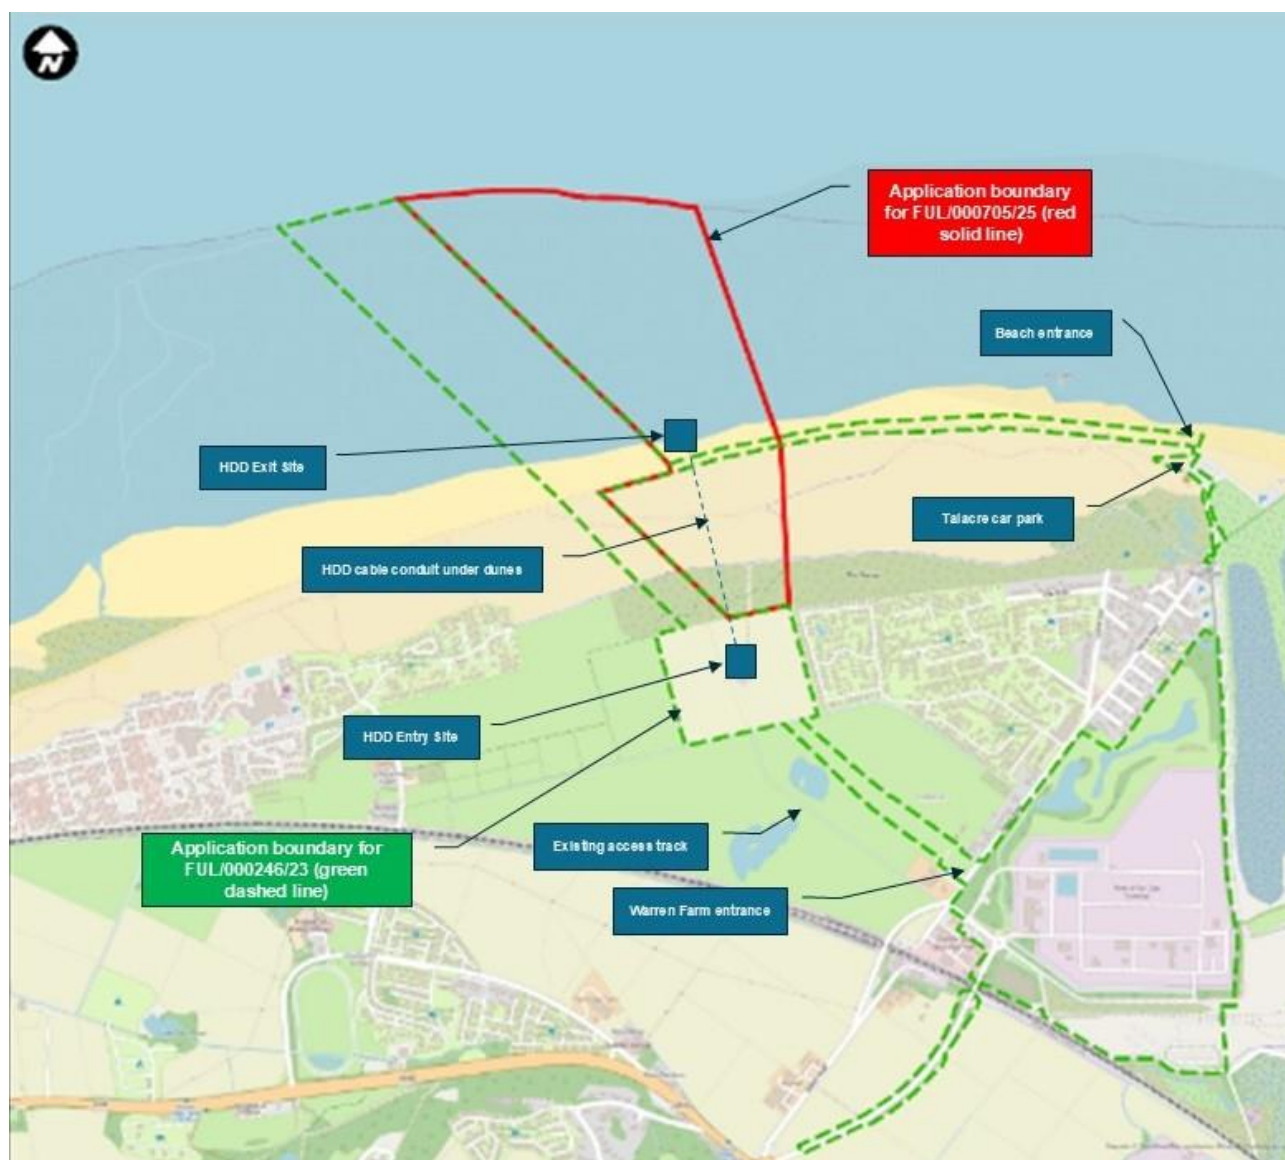 N
Application boundary
for FUL/000705/25 (red
solid line)
Beach entrance
HDD Exit Site
Talacre car park
HDD cable conduit under dunes
HDD Entry Site
Application boundary for
FUL/000246/23 (green
dashed line)
Existing access track
Warren Farm entrance